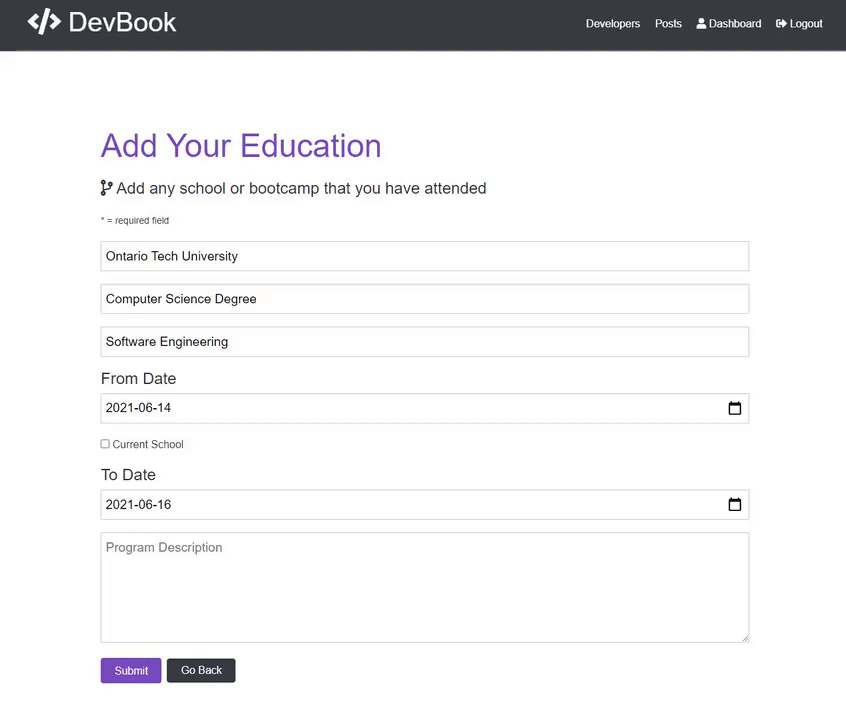 </> DevBook
Developers Posts Dashboard Logout
Add Your Education
Add any school or bootcamp that you have attended
* = required field
Ontario Tech University
Computer Science Degree
Software Engineering
From Date
2021-06-14
Current School
To Date
2021-06-16
Program Description
Submit Go Back